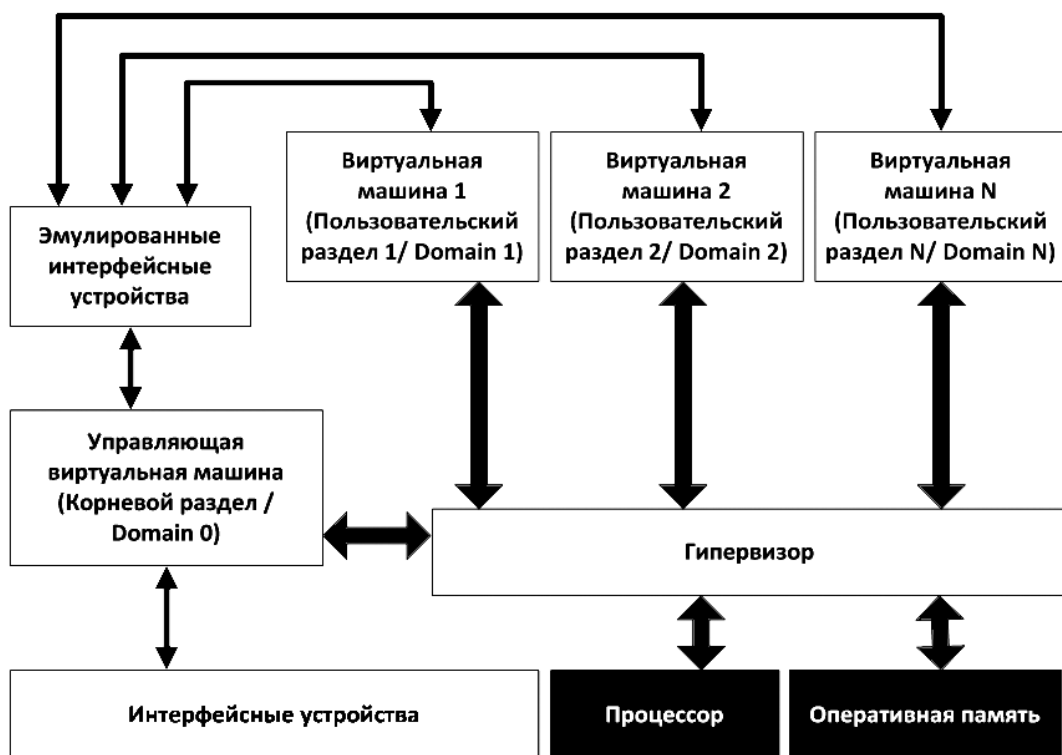 Виртуальная
машина 1
(Пользовательский
раздел 1/ Domain 1)
Виртуальная
машина 2
(Пользовательский
раздел 2/ Domain 2)
Виртуальная
машина N
(Пользовательский
раздел N/ Domain N)
Эмулированные
интерфейсные
устройства
Управляющая
виртуальная машина
(Корневой раздел /
Domain 0)
Гипервизор
Интерфейсные устройства
Процессор
Оперативная память